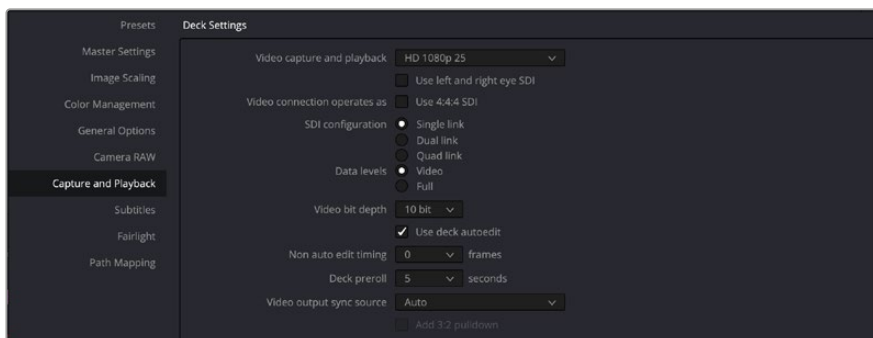 Presets
Master Settings
Image Scaling
Color Management
General Options
Camera RAW
Capture and Playback
Subtitles
Fairlight
Path Mapping
Deck Settings
Video capture and playback HD 1080p 25
Use left and right eye SDI
Video connection operates as Use 4:4:4 SDI
SDI configuration Single link
Dual link
Quad link
Data levels Video
Full
Video bit depth 10 bit
Use deck autoedit
Non auto edit timing 0 frames
Deck preroll 5 seconds
Video output sync source Auto
Add 3:2 pulldown